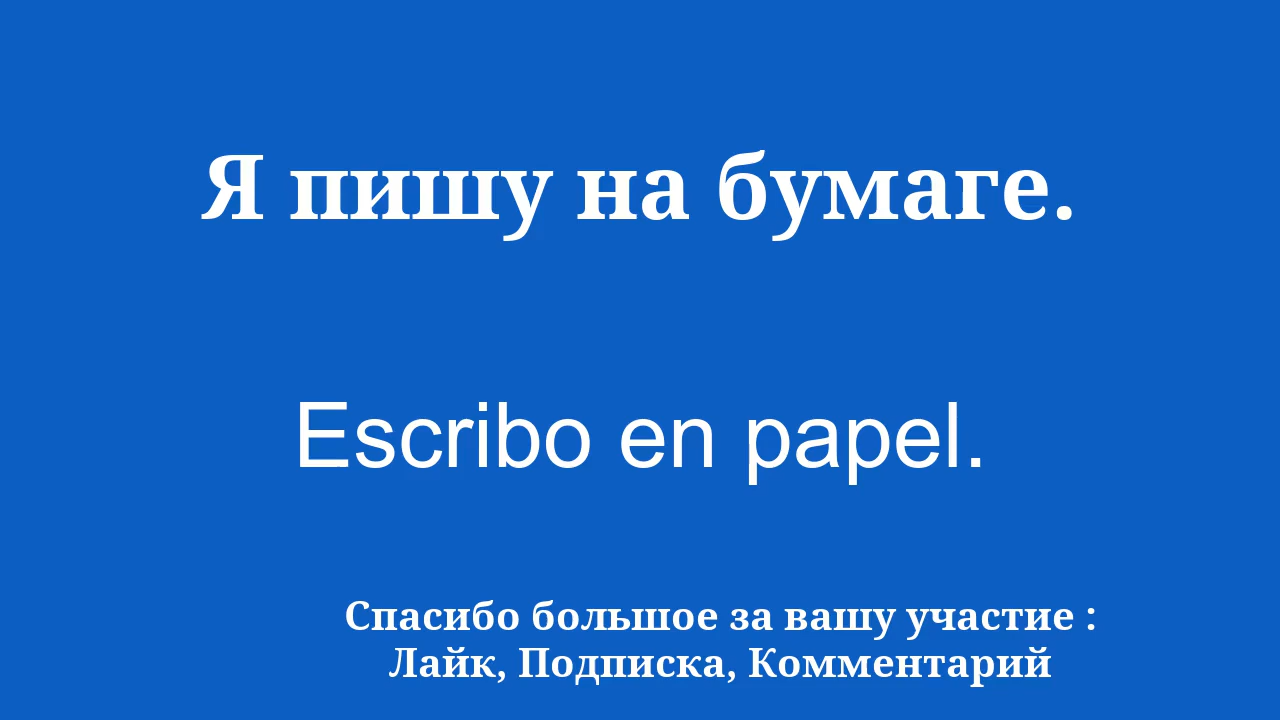 Я пишу на бумаге.
Escribo en papel.
Спасибо большое за вашу участие :
Лайк, Подписка, Комментарий